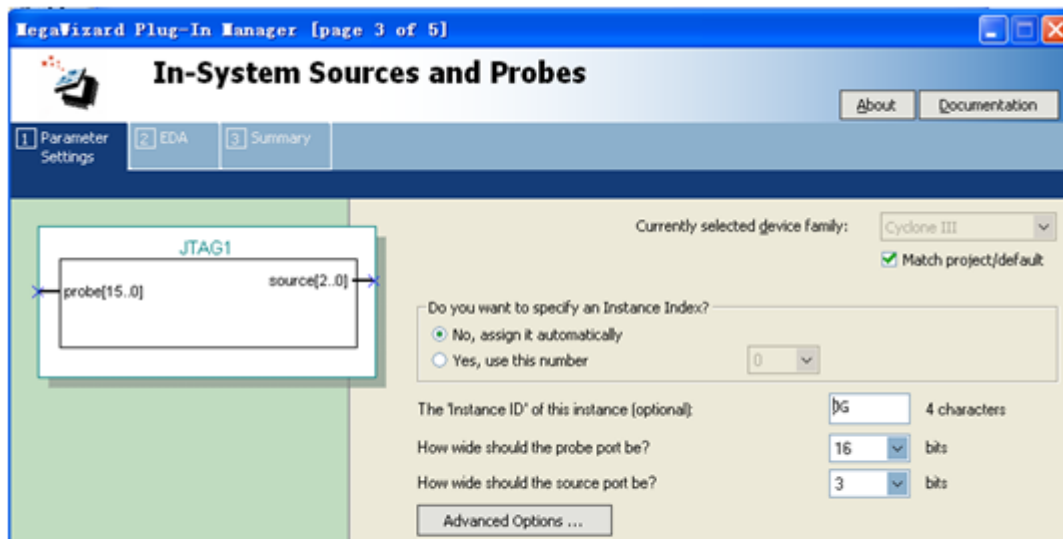 MegaWizard Plug-In Manager [page 3 of 5]
In-System Sources and Probes
About
Documentation
1 Parameter Settings
2 EDA
3 Summary
JTAG1
probe[15..0]
source[2..0]
Currently selected device family:
Cyclone III
Match project/default
Do you want to specify an Instance Index?
No, assign it automatically
Yes, use this number
0
The 'Instance ID' of this instance (optional):
4 characters
How wide should the probe port be?
16
bits
How wide should the source port be?
3
bits
Advanced Options ...